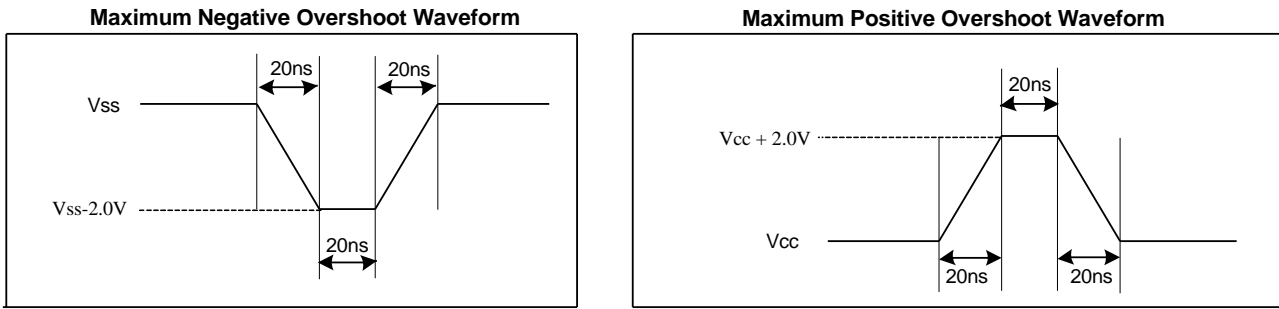 Maximum Negative Overshoot Waveform
20ns
20ns
Vss
Vss-2.0V
20ns
Maximum Positive Overshoot Waveform
20ns
Vcc + 2.0V
Vcc
20ns
20ns